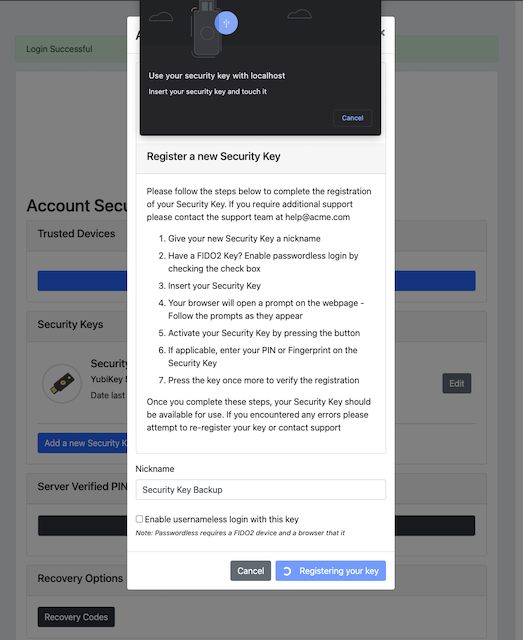 Login Successful
Use your security key with localhost
Insert your security key and touch it
Cancel
Register a new Security Key
Please follow the steps below to complete the registration
of your Security Key. If you require additional support
please contact the support team at help@acme.com
1. Give your new Security Key a nickname
2. Have a FIDO2 Key? Enable passwordless login by
checking the check box
3. Insert your Security Key
4. Your browser will open a prompt on the webpage -
Follow the prompts as they appear
5. Activate your Security Key by pressing the button
6. If applicable, enter your PIN or Fingerprint on the
Security Key
7. Press the key once more to verify the registration
Once you complete these steps, your Security Key should
be available for use. If you encountered any errors please
attempt to re-register your key or contact support
Nickname
Security Key Backup
Enable usernameless login with this key
Note: Passwordless requires a FIDO2 device and a browser that it
Cancel
Registering your key
Account Secu
Trusted Devices
Security Keys
Security
YubiKey
Date last
Edit
Add a new Security K
Server Verified PIN
Recovery Options
Recovery Codes